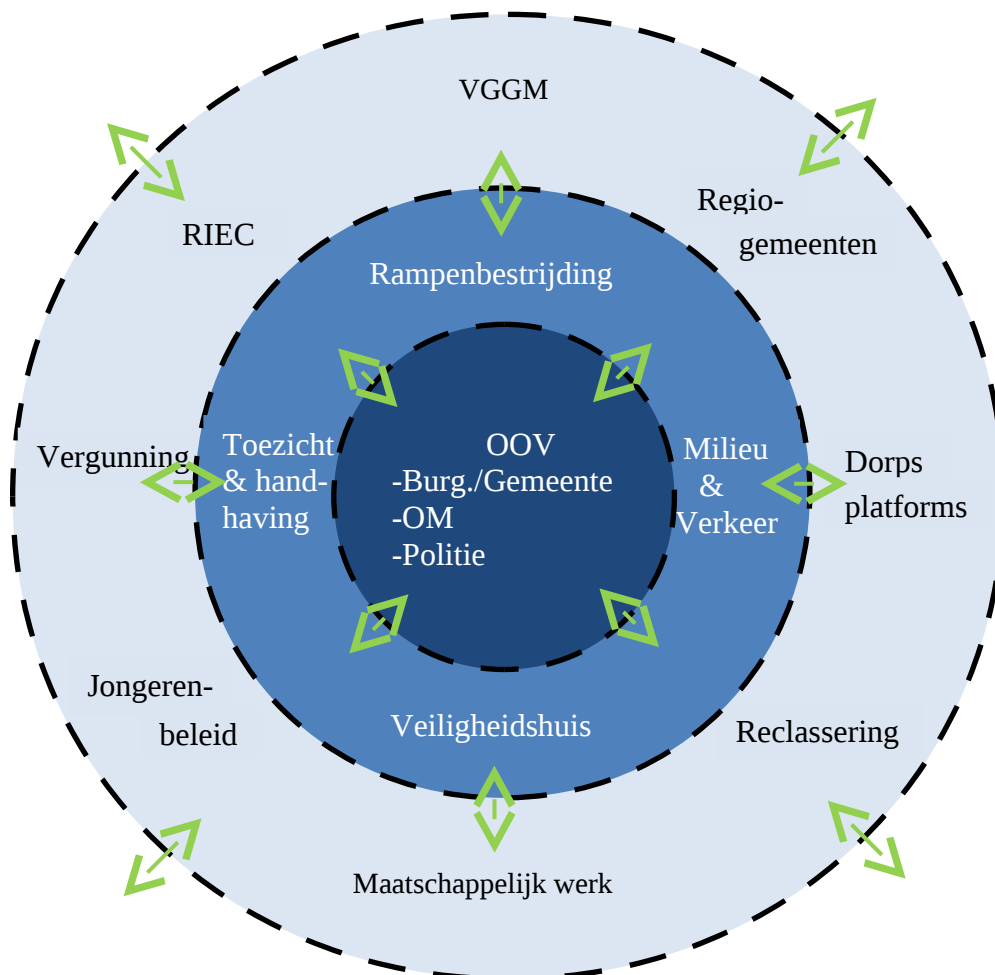 VGGM
RIEC
Regio-
gemeenten
Rampenbestrijding
Vergunning
Toezicht
& hand-
having
OOV
-Burg./Gemeente
-OM
-Politie
Milieu
&
Verkeer
Dorps
platforms
Jongeren-
beleid
Veiligheidshuis
Reclassering
Maatschappelijk werk